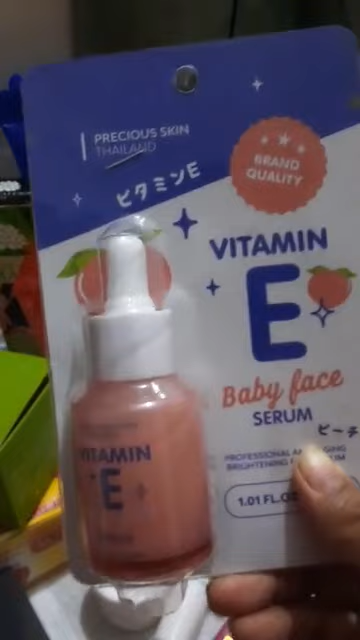 PRECIOUS SKIN
THAILAND
ビタミンE
BRAND
QUALITY
VITAMIN
E
Baby face
SERUM
ピーチ
PROFESSIONAL
BRIGHTENING
1.01 FL.
VITAMIN
E